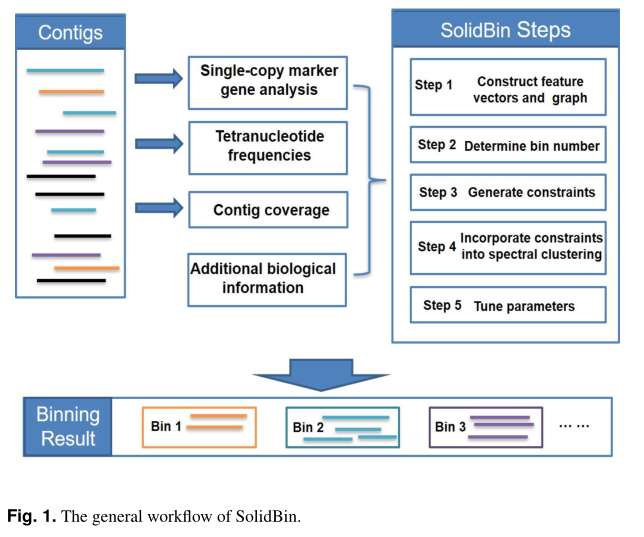 Contigs
Single-copy marker
gene analysis
Tetranucleotide
frequencies
Contig coverage
Additional biological
information
SolidBin Steps
Step 1 Construct feature
vectors and graph
Step 2 Determine bin number
Step 3 Generate constraints
Step 4 Incorporate constraints
into spectral clustering
Step 5 Tune parameters
Binning
Result
Bin 1
Bin 2
Bin 3
... ...
Fig. 1. The general workflow of SolidBin.